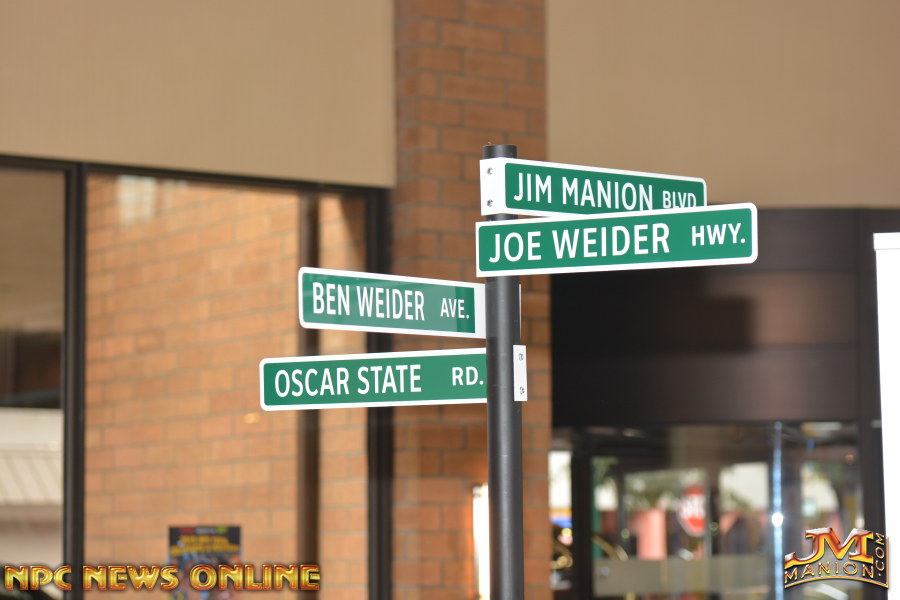 JIM MANION BLVD
JOE WEIDER HWY.
BEN WEIDER AVE.
OSCAR STATE RD.
NPC NEWS ONLINE
JM
MANION.COM